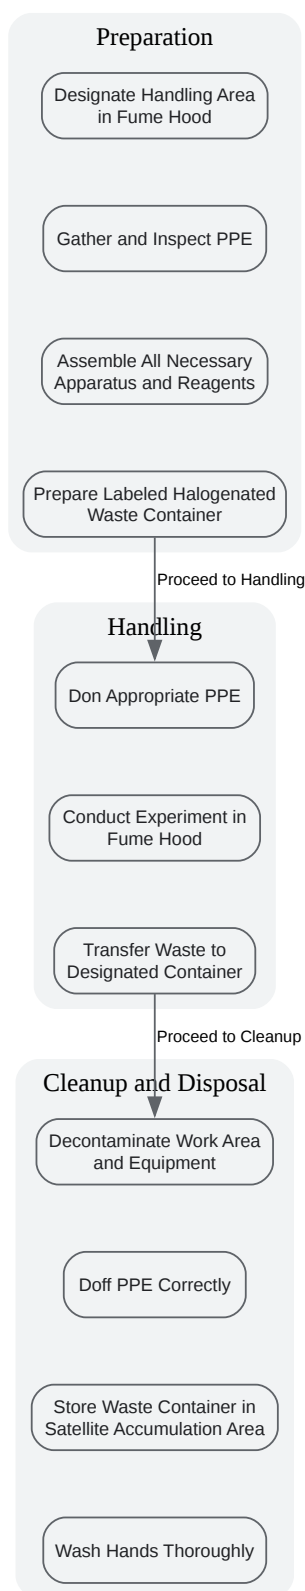 Preparation
Designate Handling Area
in Fume Hood
Gather and Inspect PPE
Assemble All Necessary
Apparatus and Reagents
Prepare Labeled Halogenated
Waste Container
Proceed to Handling
Handling
Don Appropriate PPE
Conduct Experiment in
Fume Hood
Transfer Waste to
Designated Container
Proceed to Cleanup
Cleanup and Disposal
Decontaminate Work Area
and Equipment
Doff PPE Correctly
Store Waste Container in
Satellite Accumulation Area
Wash Hands Thoroughly